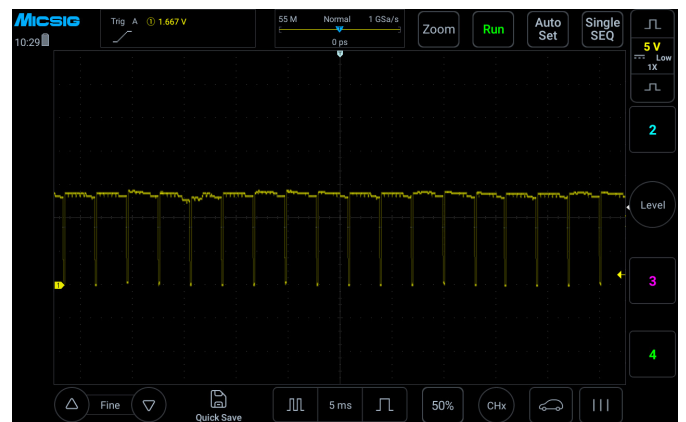 Micsig
10:29
Trig A ① 1.667 V
55 M Normal 1 GSa/s
0 ps
Zoom
Run
Auto
Set
Single
SEQ
5 V
Low
1X
2
Level
1
3
4
Fine
Quick Save
5 ms
50%
CHx